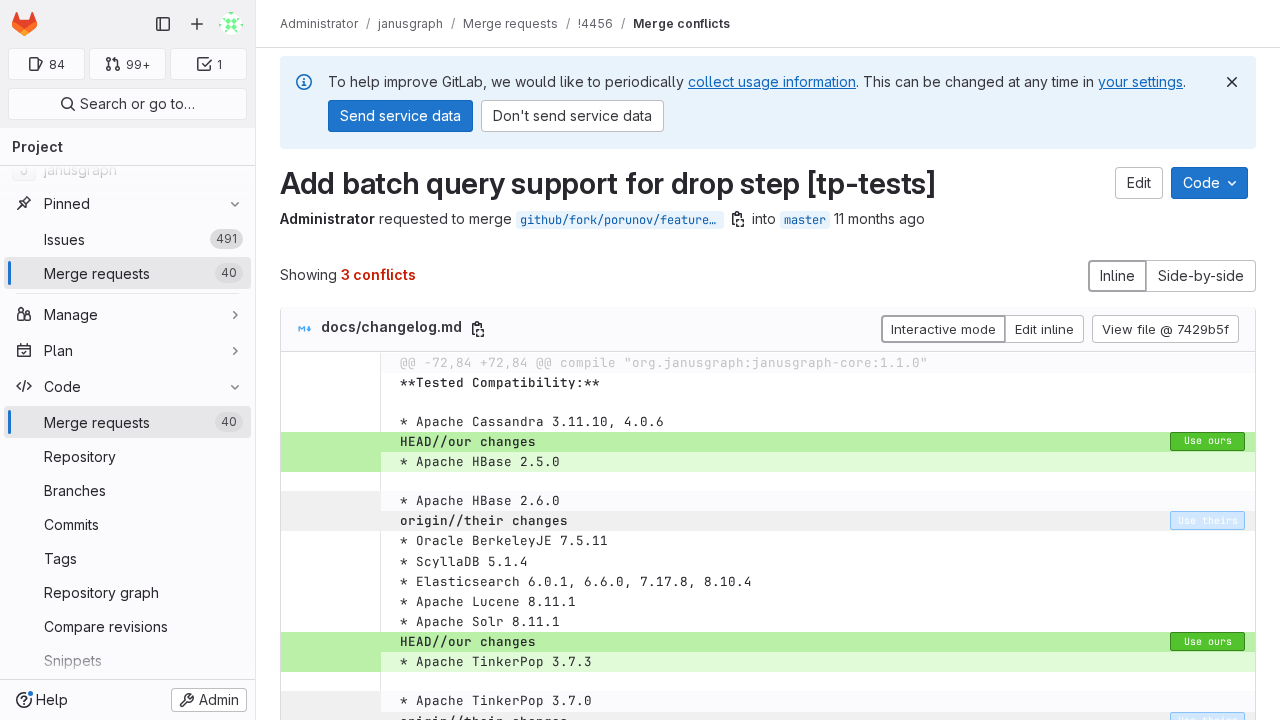 Administrator / janusgraph / Merge requests / !4456 / Merge conflicts
84
99+
1
Search or go to…
Project
J janusgraph
Pinned
Issues 491
Merge requests 40
Manage
Plan
Code
Merge requests 40
Repository
Branches
Commits
Tags
Repository graph
Compare revisions
Snippets
Help
Admin
To help improve GitLab, we would like to periodically collect usage information. This can be changed at any time in your settings.
Send service data
Don't send service data
Add batch query support for drop step [tp-tests]
Edit
Code
Administrator requested to merge github/fork/porunov/feature… into master 11 months ago
Showing 3 conflicts
Inline
Side-by-side
docs/changelog.md
Interactive mode
Edit inline
View file @ 7429b5f
@@ -72,84 +72,84 @@ compile "org.janusgraph:janusgraph-core:1.1.0"
**Tested Compatibility:**
* Apache Cassandra 3.11.10, 4.0.6
HEAD//our changes
Use ours
* Apache HBase 2.5.0
* Apache HBase 2.6.0
origin//their changes
Use theirs
* Oracle BerkeleyJE 7.5.11
* ScyllaDB 5.1.4
* Elasticsearch 6.0.1, 6.6.0, 7.17.8, 8.10.4
* Apache Lucene 8.11.1
* Apache Solr 8.11.1
HEAD//our changes
Use ours
* Apache TinkerPop 3.7.3
* Apache TinkerPop 3.7.0
origin//their changes
Use theirs